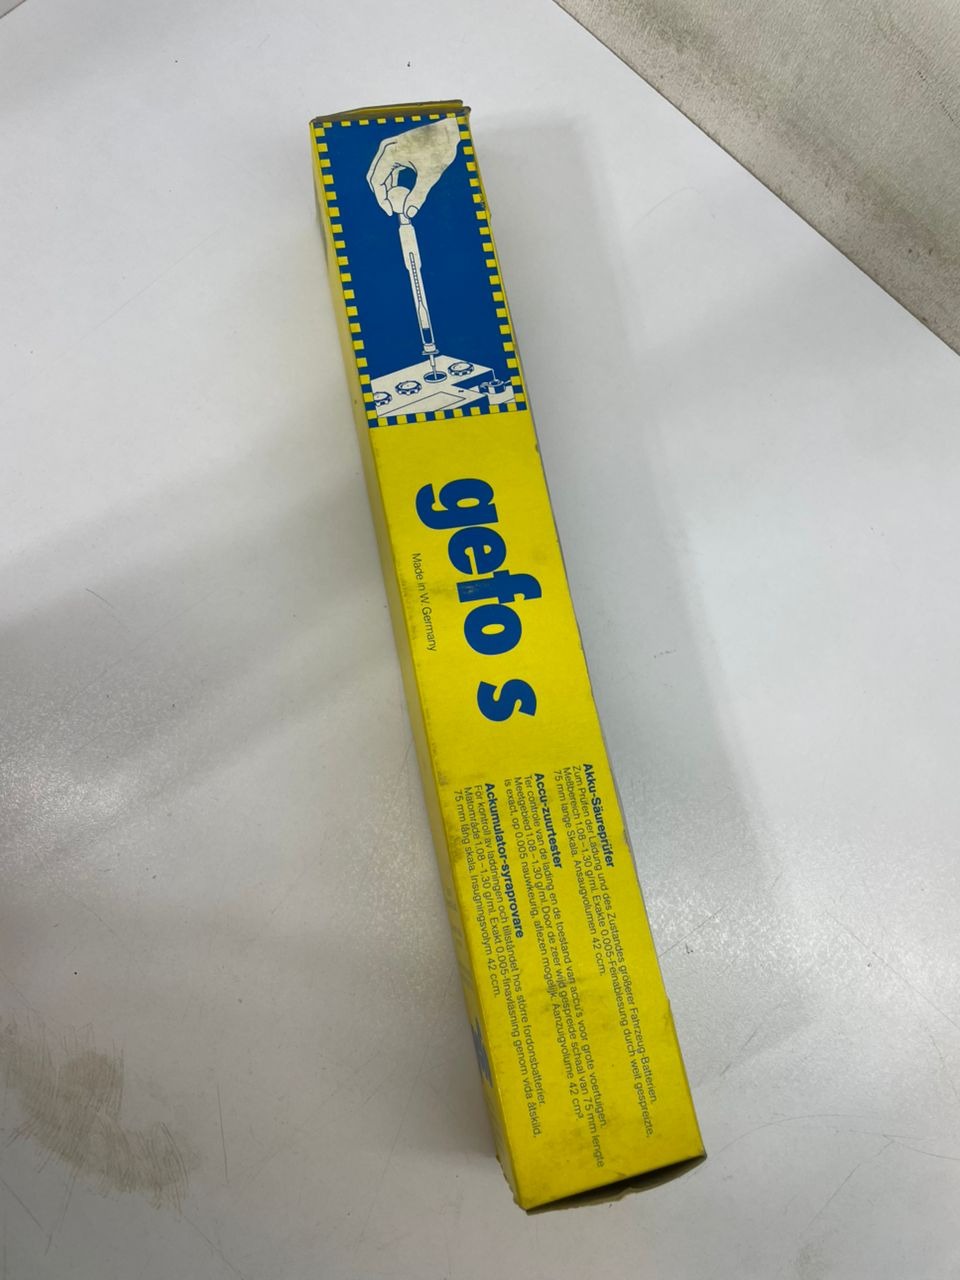 gefo s
Made in W. Germany
Akku-Säureprüfer
Zum Prüfen der Ladung und des Zustandes größerer Fahrzeug-Batterien.
Meßbereich 1.08–1,30 g/ml. Exakte 0,005-Feinablesung durch weit gespreizte,
75 mm lange Skala. Ansaugvolumen 42 ccm.
Accu-zuurtester
Ter controle van de lading en de toestand van accu's voor grote voertuigen.
Meetgebied 1.08–1,30 g/ml. Door de zeer wijd gespreide schaal van 75 mm lengte
is exact, op 0.005 nauwkeurig, aflezen mogelijk. Aanzuigvolume 42 cm³
Ackumulator-syraprovare
För kontroll av laddningen och tillståndet hos större fordonsbatterier.
Mätområde 1,08–1,30 g/ml. Exakt 0,005-finavläsning genom vida åtskild,
75 mm lång skala. Insugningsvolym 42 ccm.